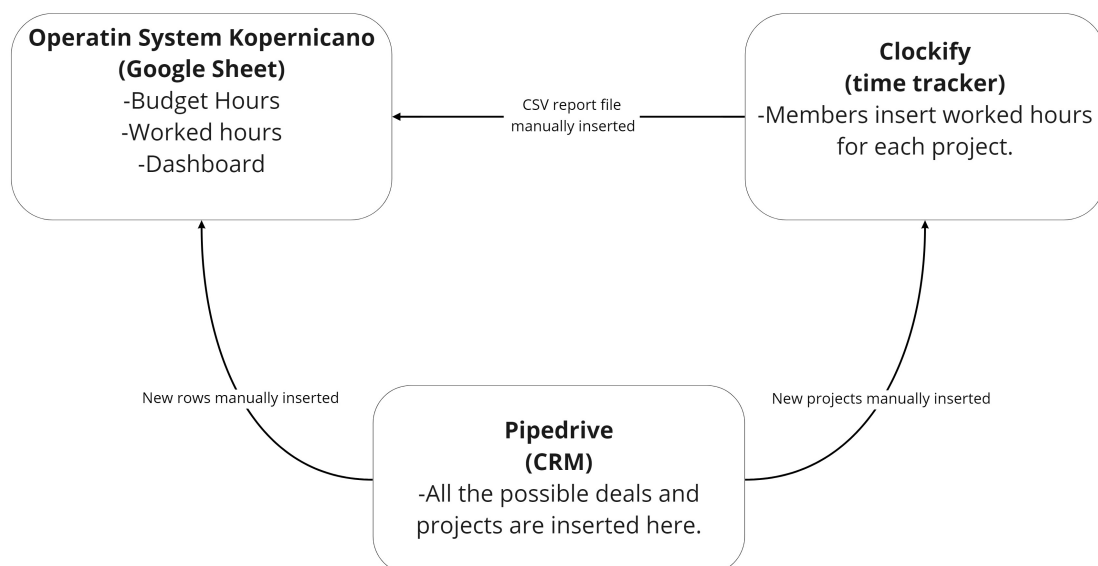 Operatin System Kopernicano
(Google Sheet)
-Budget Hours
-Worked hours
-Dashboard
CSV report file
manually inserted
Clockify
(time tracker)
-Members insert worked hours
for each project.
New rows manually inserted
New projects manually inserted
Pipedrive
(CRM)
-All the possible deals and
projects are inserted here.